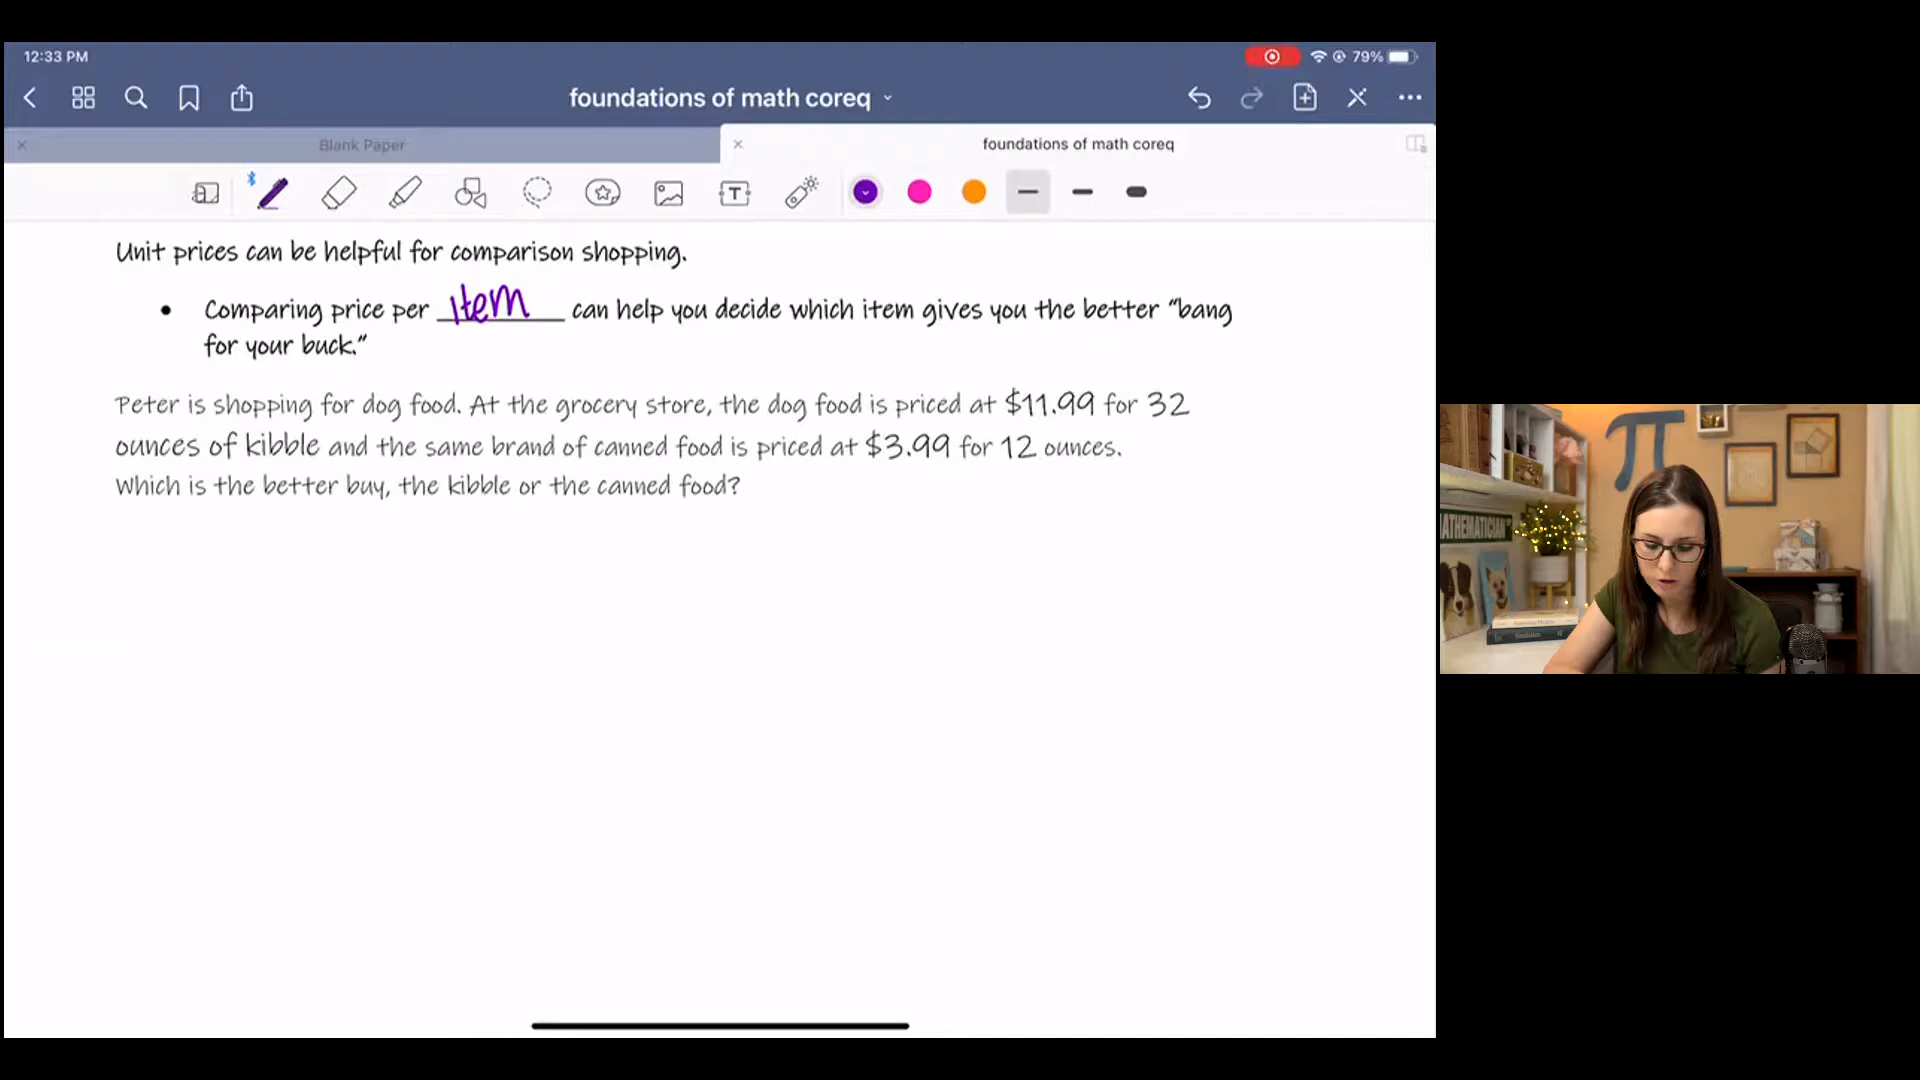 12:33 PM
79%
foundations of math coreq
Blank Paper
foundations of math coreq
T
Unit prices can be helpful for comparison shopping.
• Comparing price per item can help you decide which item gives you the better “bang
for your buck.”
Peter is shopping for dog food. At the grocery store, the dog food is priced at $11.99 for 32
ounces of kibble and the same brand of canned food is priced at $3.99 for 12 ounces.
Which is the better buy, the kibble or the canned food?
π
ATHEMATICIAN